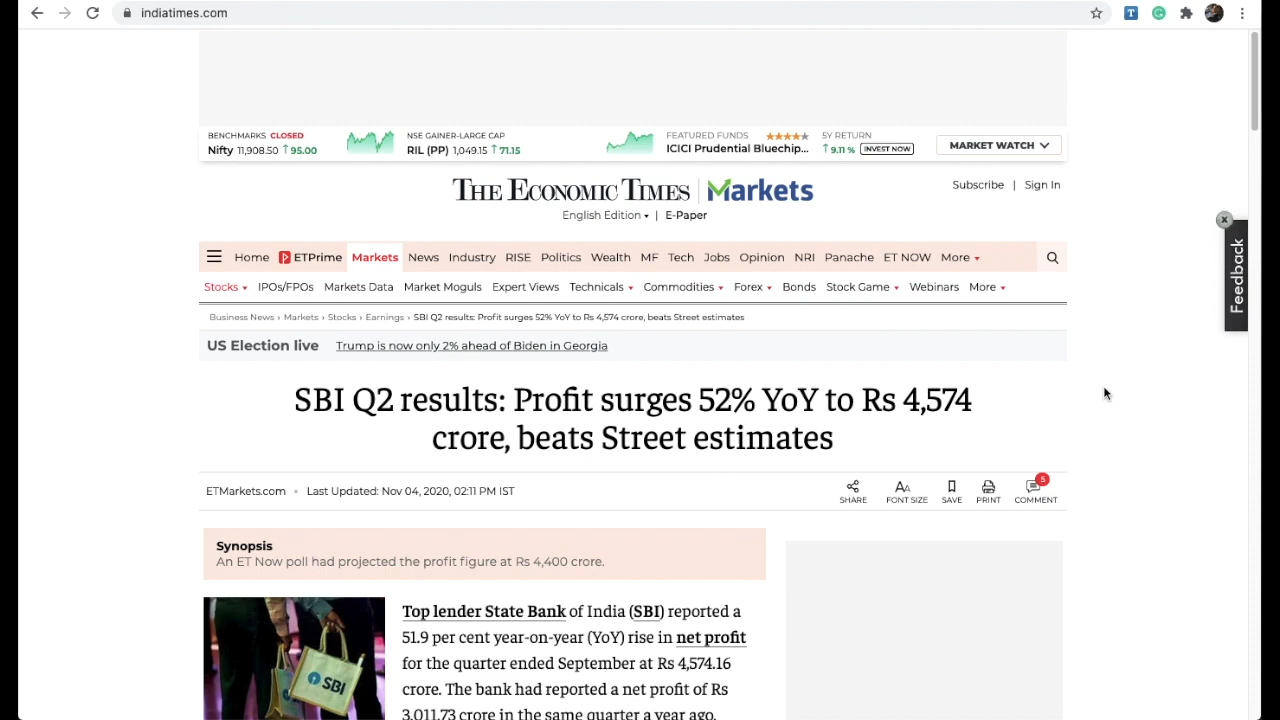 indiatimes.com
BENCHMARKS CLOSED
Nifty 11,908.50 ↑ 95.00
NSE GAINER-LARGE CAP
RIL (PP) 1,049.15 ↑ 71.15
FEATURED FUNDS ★★★★★
ICICI Prudential Bluechip...
5Y RETURN
↑ 9.11 % INVEST NOW
MARKET WATCH
THE ECONOMIC TIMES | Markets
English Edition | E-Paper
Subscribe | Sign In
Feedback
Home ETPrime Markets News Industry RISE Politics Wealth MF Tech Jobs Opinion NRI Panache ET NOW More
Stocks IPOs/FPOs Markets Data Market Moguls Expert Views Technicals Commodities Forex Bonds Stock Game Webinars More
Business News › Markets › Stocks › Earnings › SBI Q2 results: Profit surges 52% YoY to Rs 4,574 crore, beats Street estimates
US Election live Trump is now only 2% ahead of Biden in Georgia
SBI Q2 results: Profit surges 52% YoY to Rs 4,574
crore, beats Street estimates
ETMarkets.com • Last Updated: Nov 04, 2020, 02:11 PM IST
SHARE FONT SIZE SAVE PRINT 5 COMMENT
Synopsis
An ET Now poll had projected the profit figure at Rs 4,400 crore.
SBI
Top lender State Bank of India (SBI) reported a
51.9 per cent year-on-year (YoY) rise in net profit
for the quarter ended September at Rs 4,574.16
crore. The bank had reported a net profit of Rs
3,011.73 crore in the same quarter a year ago.